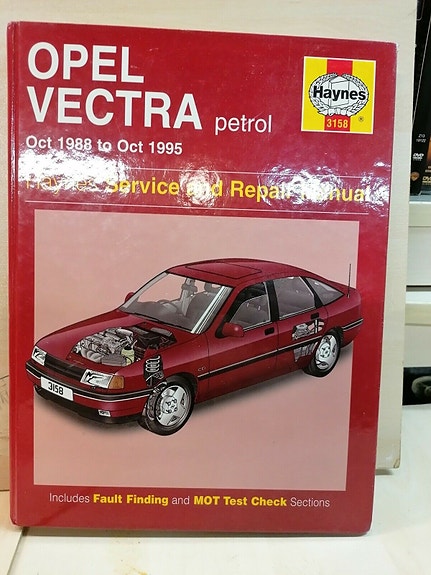 OPEL
VECTRA petrol
Oct 1988 to Oct 1995
Haynes
3158
®
Haynes Service and Repair Manual
3158
Includes Fault Finding and MOT Test Check Sections
DVD